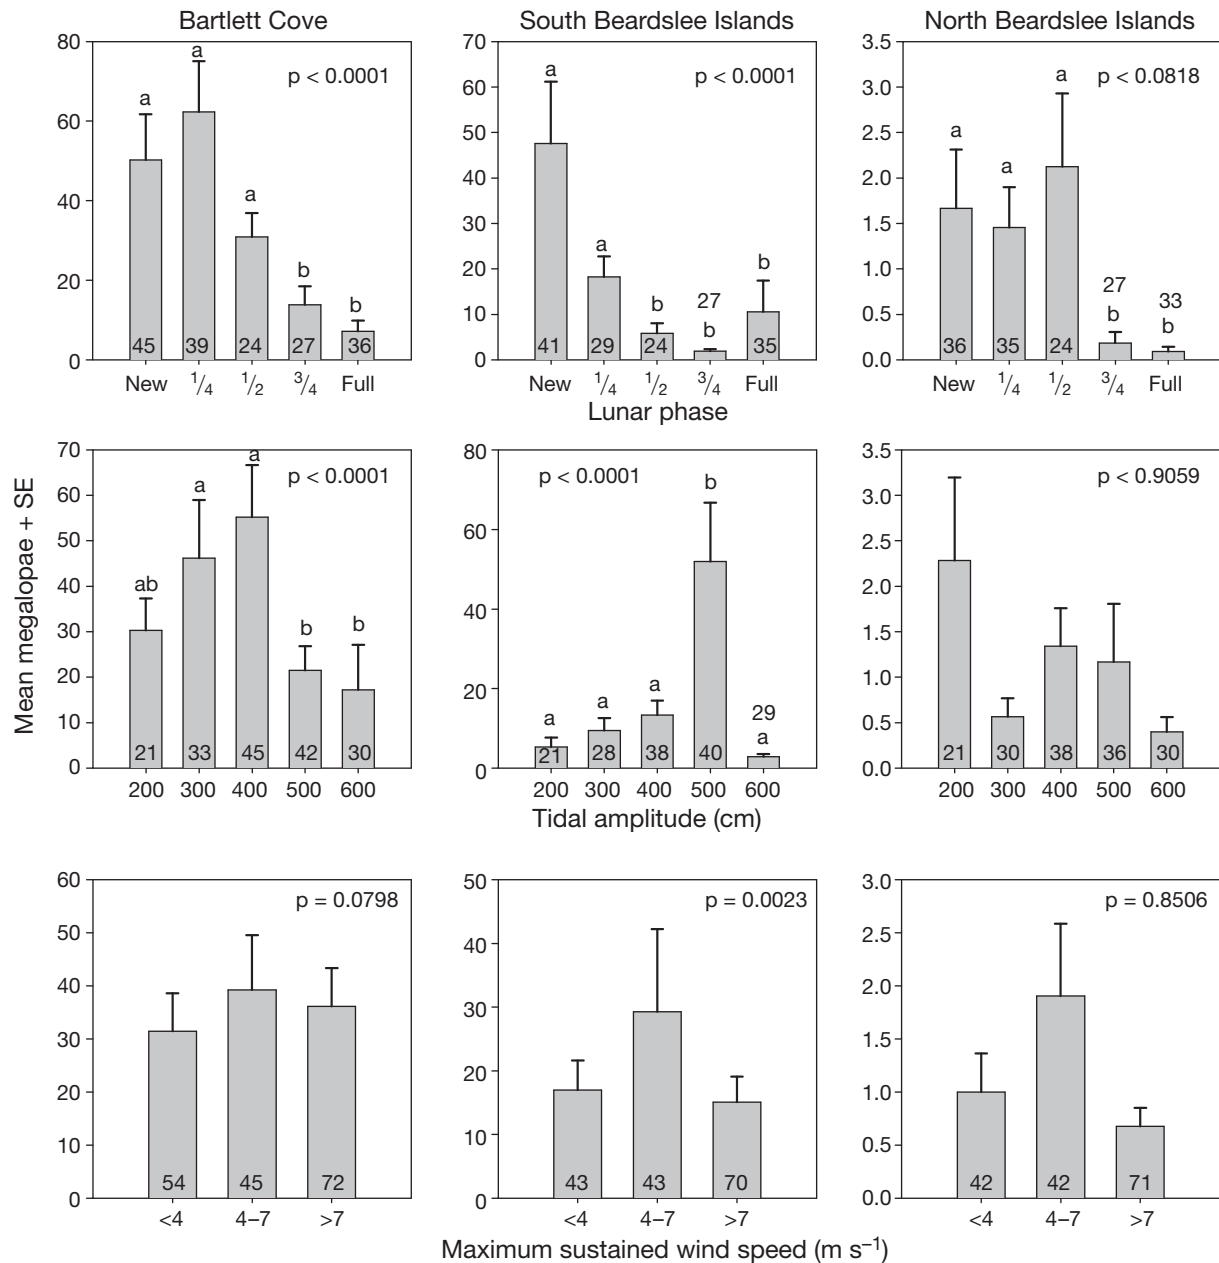 Bartlett Cove
South Beardslee Islands
North Beardslee Islands
80
60
40
20
0
p < 0.0001
a
a
a
b
b
45
39
24
27
36
New
1/4
1/2
3/4
Full
70
60
50
40
30
20
10
0
p < 0.0001
a
a
b
27
b
b
41
29
24
35
New
1/4
1/2
3/4
Full
3.5
3.0
2.5
2.0
1.5
1.0
0.5
0.0
p < 0.0818
a
a
a
27
b
33
b
36
35
24
New
1/4
1/2
3/4
Full
Lunar phase
Mean megalopae + SE
70
60
50
40
30
20
10
0
p < 0.0001
ab
a
a
b
b
21
33
45
42
30
200
300
400
500
600
80
60
40
20
0
p < 0.0001
a
a
a
b
29
a
21
28
38
40
200
300
400
500
600
3.5
3.0
2.5
2.0
1.5
1.0
0.5
0.0
p < 0.9059
21
30
38
36
30
200
300
400
500
600
Tidal amplitude (cm)
60
50
40
30
20
10
0
p = 0.0798
54
45
72
<4
4–7
>7
50
40
30
20
10
0
p = 0.0023
43
43
70
<4
4–7
>7
3.0
2.5
2.0
1.5
1.0
0.5
0.0
p = 0.8506
42
42
71
<4
4–7
>7
Maximum sustained wind speed (m s⁻¹)